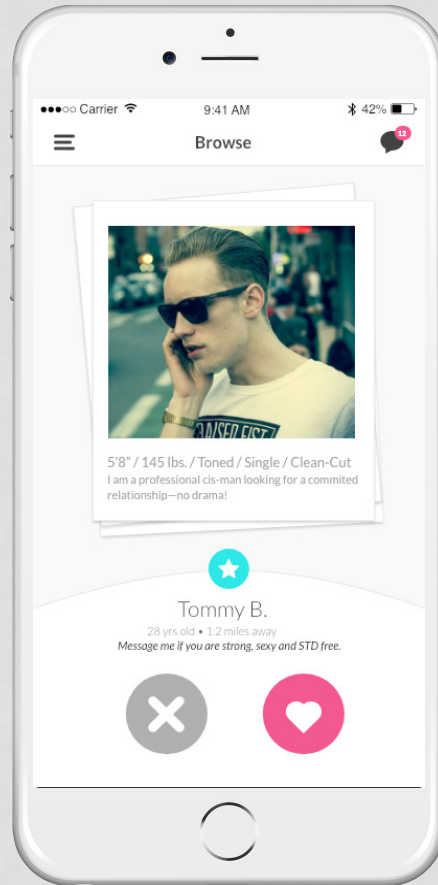 Carrier 9:41 AM 42%
Browse
12
RAISED FIST
5'8" / 145 lbs. / Toned / Single / Clean-Cut
I am a professional cis-man looking for a commited
relationship—no drama!
Tommy B.
28 yrs old • 1.2 miles away
Message me if you are strong, sexy and STD free.